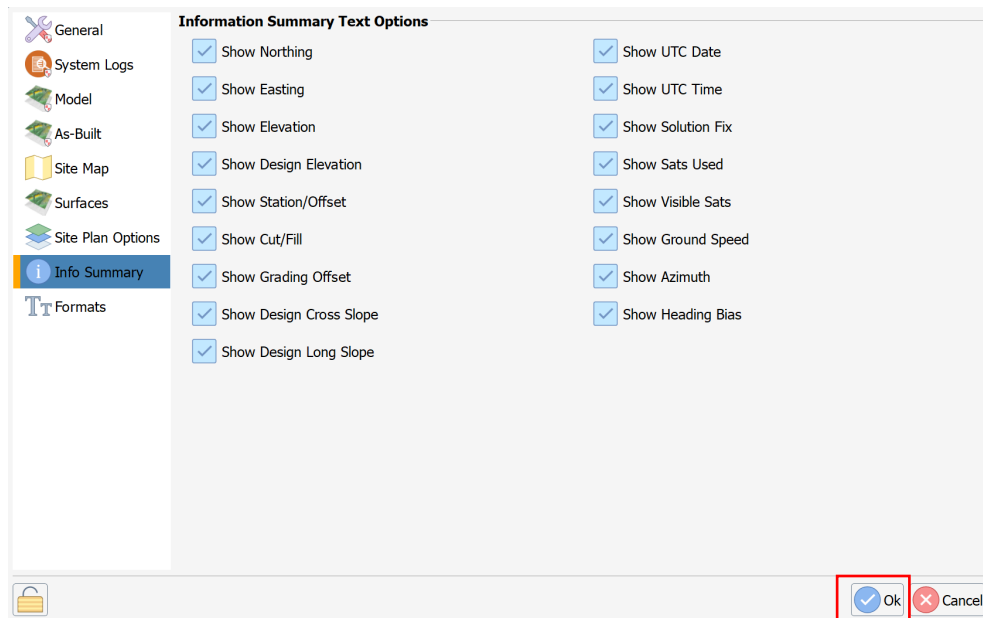 General
System Logs
Model
As-Built
Site Map
Surfaces
Site Plan Options
Info Summary
Formats
Information Summary Text Options
Show Northing
Show Easting
Show Elevation
Show Design Elevation
Show Station/Offset
Show Cut/Fill
Show Grading Offset
Show Design Cross Slope
Show Design Long Slope
Show UTC Date
Show UTC Time
Show Solution Fix
Show Sats Used
Show Visible Sats
Show Ground Speed
Show Azimuth
Show Heading Bias
Ok
Cancel